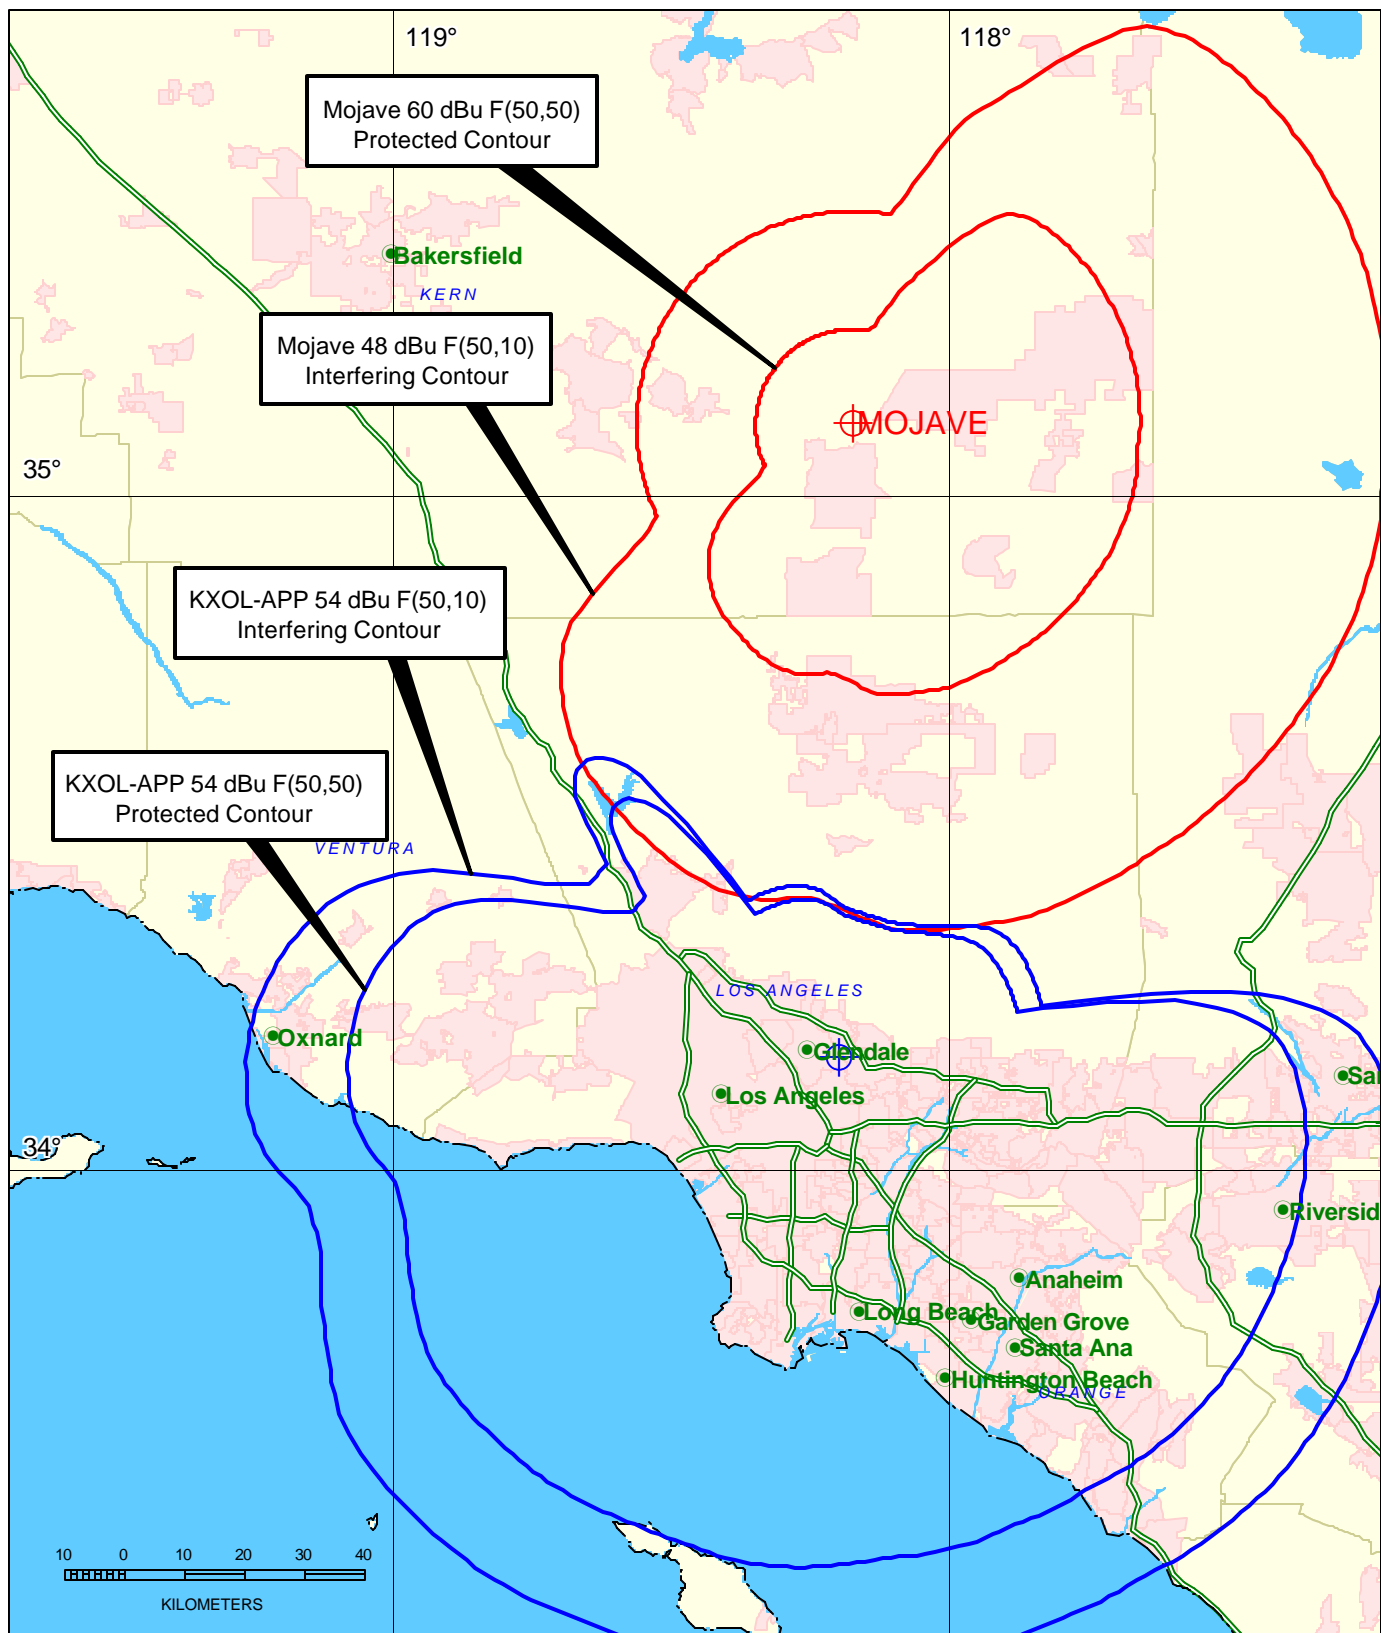 119°
118°
Mojave 60 dBu F(50,50)
Protected Contour
Bakersfield
KERN
Mojave 48 dBu F(50,10)
Interfering Contour
MOJAVE
35°
KXOL-APP 54 dBu F(50,10)
Interfering Contour
KXOL-APP 54 dBu F(50,50)
Protected Contour
VENTURA
LOS ANGELES
Oxnard
Glendale
San
Los Angeles
34°
Riversid
Anaheim
Long Beach
Garden Grove
Santa Ana
Huntington Beach
ORANGE
10 0 10 20 30 40
KILOMETERS